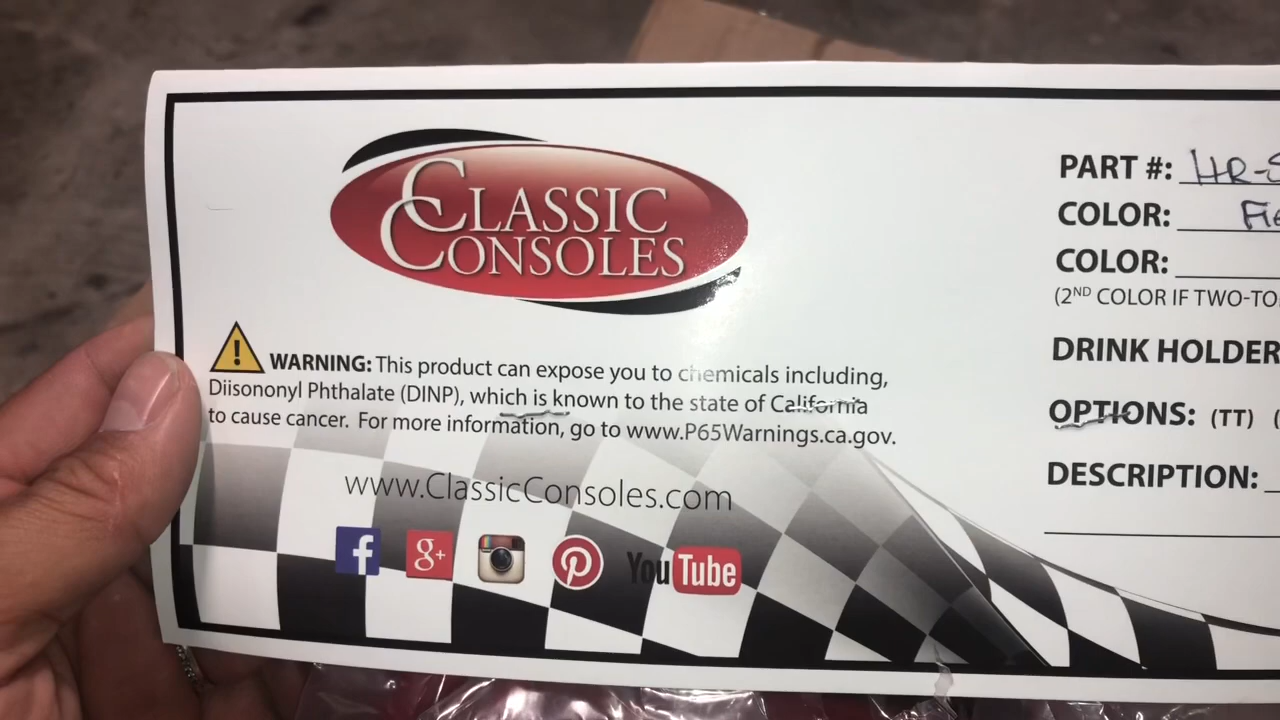 CLASSIC
CONSOLES
WARNING: This product can expose you to chemicals including,
Diisononyl Phthalate (DINP), which is known to the state of California
to cause cancer. For more information, go to www.P65Warnings.ca.gov.
www.ClassicConsoles.com
f g+ YouTube
PART #: HR-
COLOR:
COLOR:
(2ND COLOR IF TWO-TO
DRINK HOLDER
OPTIONS: (TT) (
DESCRIPTION: